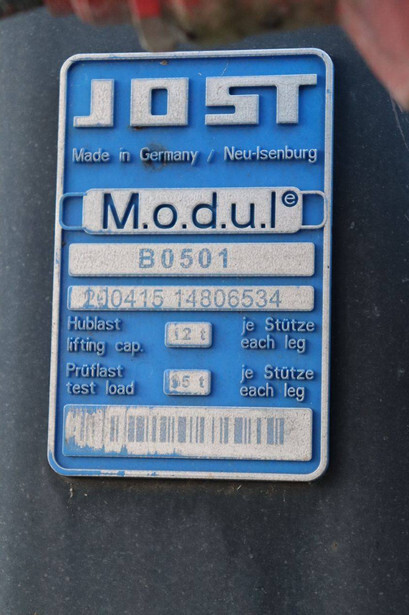 JOST
Made in Germany / Neu-Isenburg
M.o.d.u.l e
B0501
200415 14806534
Hublast 12 t je Stütze
lifting cap. each leg
Prüflast je Stütze
test load each leg